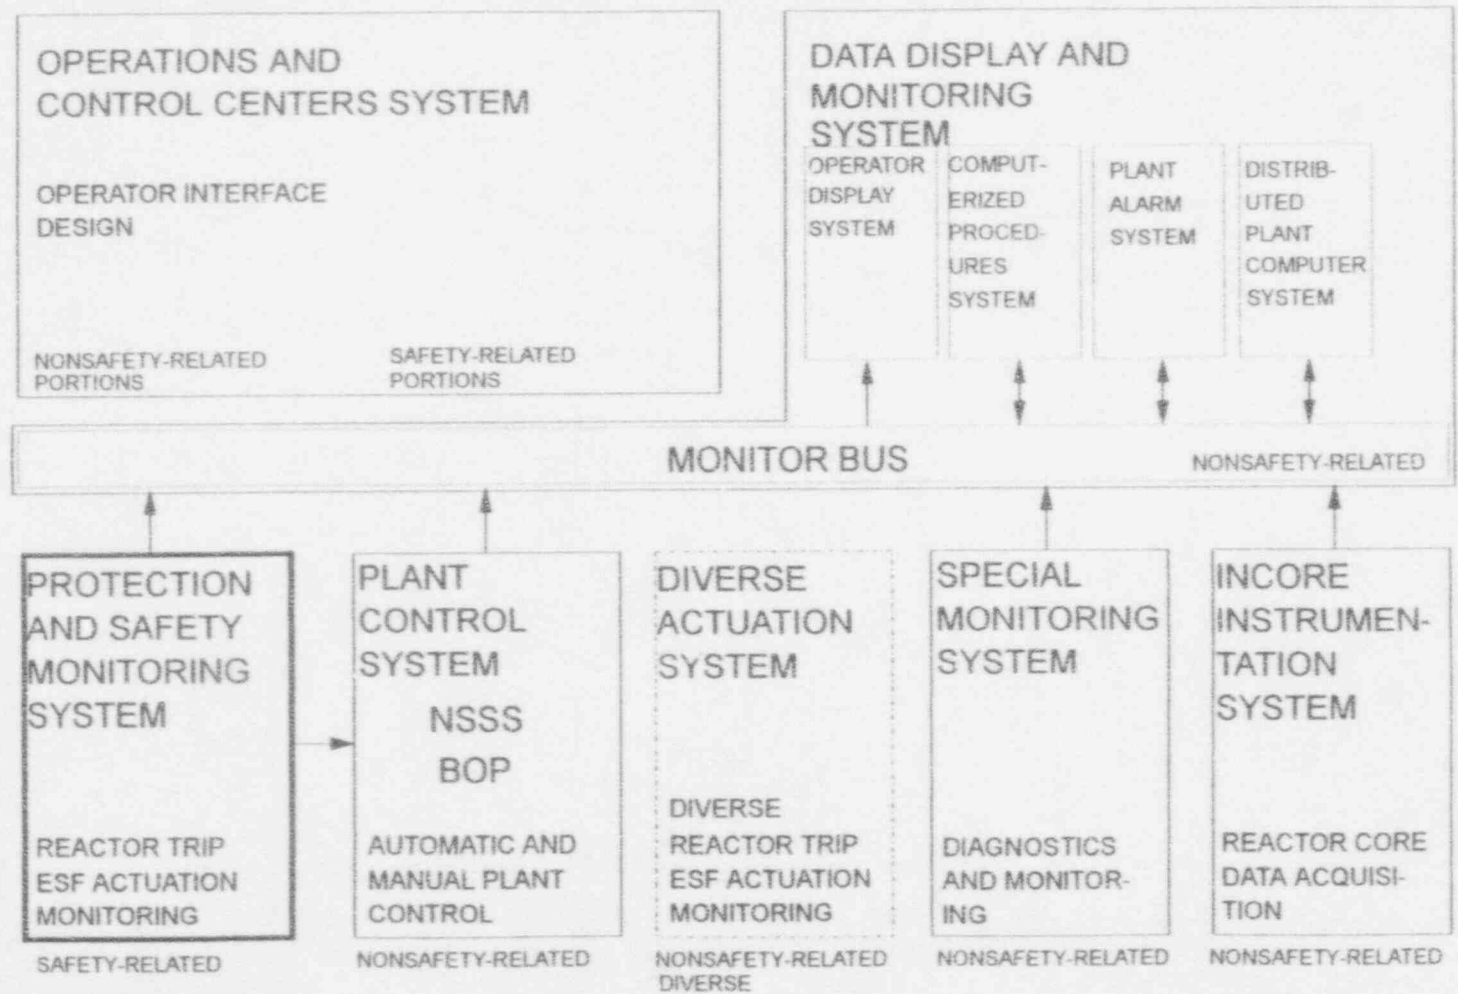 OPERATIONS AND
CONTROL CENTERS SYSTEM
OPERATOR INTERFACE
DESIGN
NONSAFETY-RELATED
PORTIONS
SAFETY-RELATED
PORTIONS
DATA DISPLAY AND
MONITORING
SYSTEM
OPERATOR
DISPLAY
SYSTEM
COMPUT-
ERIZED
PROCED-
URES
SYSTEM
PLANT
ALARM
SYSTEM
DISTRIB-
UTED
PLANT
COMPUTER
SYSTEM
MONITOR BUS
NONSAFETY-RELATED
PROTECTION
AND SAFETY
MONITORING
SYSTEM
REACTOR TRIP
ESF ACTUATION
MONITORING
SAFETY-RELATED
PLANT
CONTROL
SYSTEM
NSSS
BOP
AUTOMATIC AND
MANUAL PLANT
CONTROL
NONSAFETY-RELATED
DIVERSE
ACTUATION
SYSTEM
DIVERSE
REACTOR TRIP
ESF ACTUATION
MONITORING
NONSAFETY-RELATED
DIVERSE
SPECIAL
MONITORING
SYSTEM
DIAGNOSTICS
AND MONITOR-
ING
NONSAFETY-RELATED
INCORE
INSTRUMEN-
TATION
SYSTEM
REACTOR CORE
DATA ACQUISI-
TION
NONSAFETY-RELATED